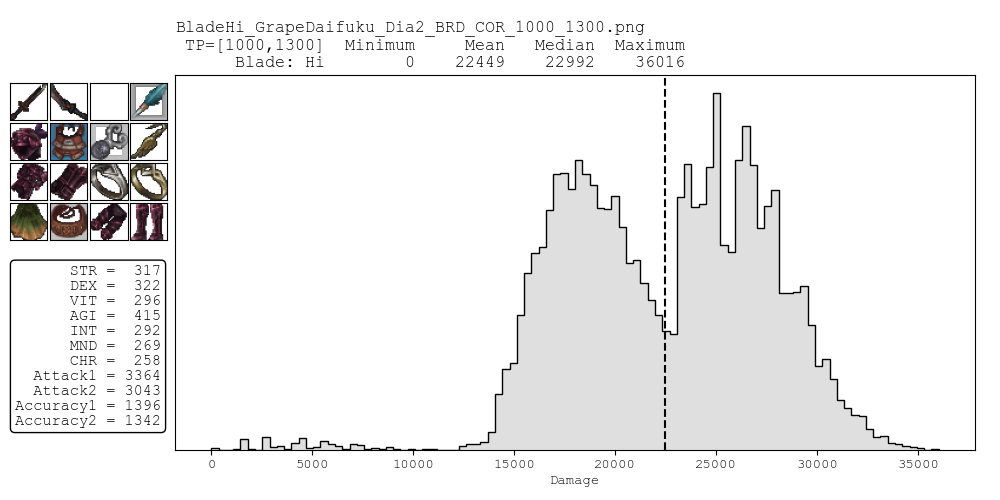 BladeHi_GrapeDaifuku_Dia2_BRD_COR_1000_1300.png
TP=[1000,1300] Minimum Mean Median Maximum
Blade: Hi 0 22449 22992 36016
STR = 317
DEX = 322
VIT = 296
AGI = 415
INT = 292
MND = 269
CHR = 258
Attack1 = 3364
Attack2 = 3043
Accuracy1 = 1396
Accuracy2 = 1342
0 5000 10000 15000 20000 25000 30000 35000
Damage